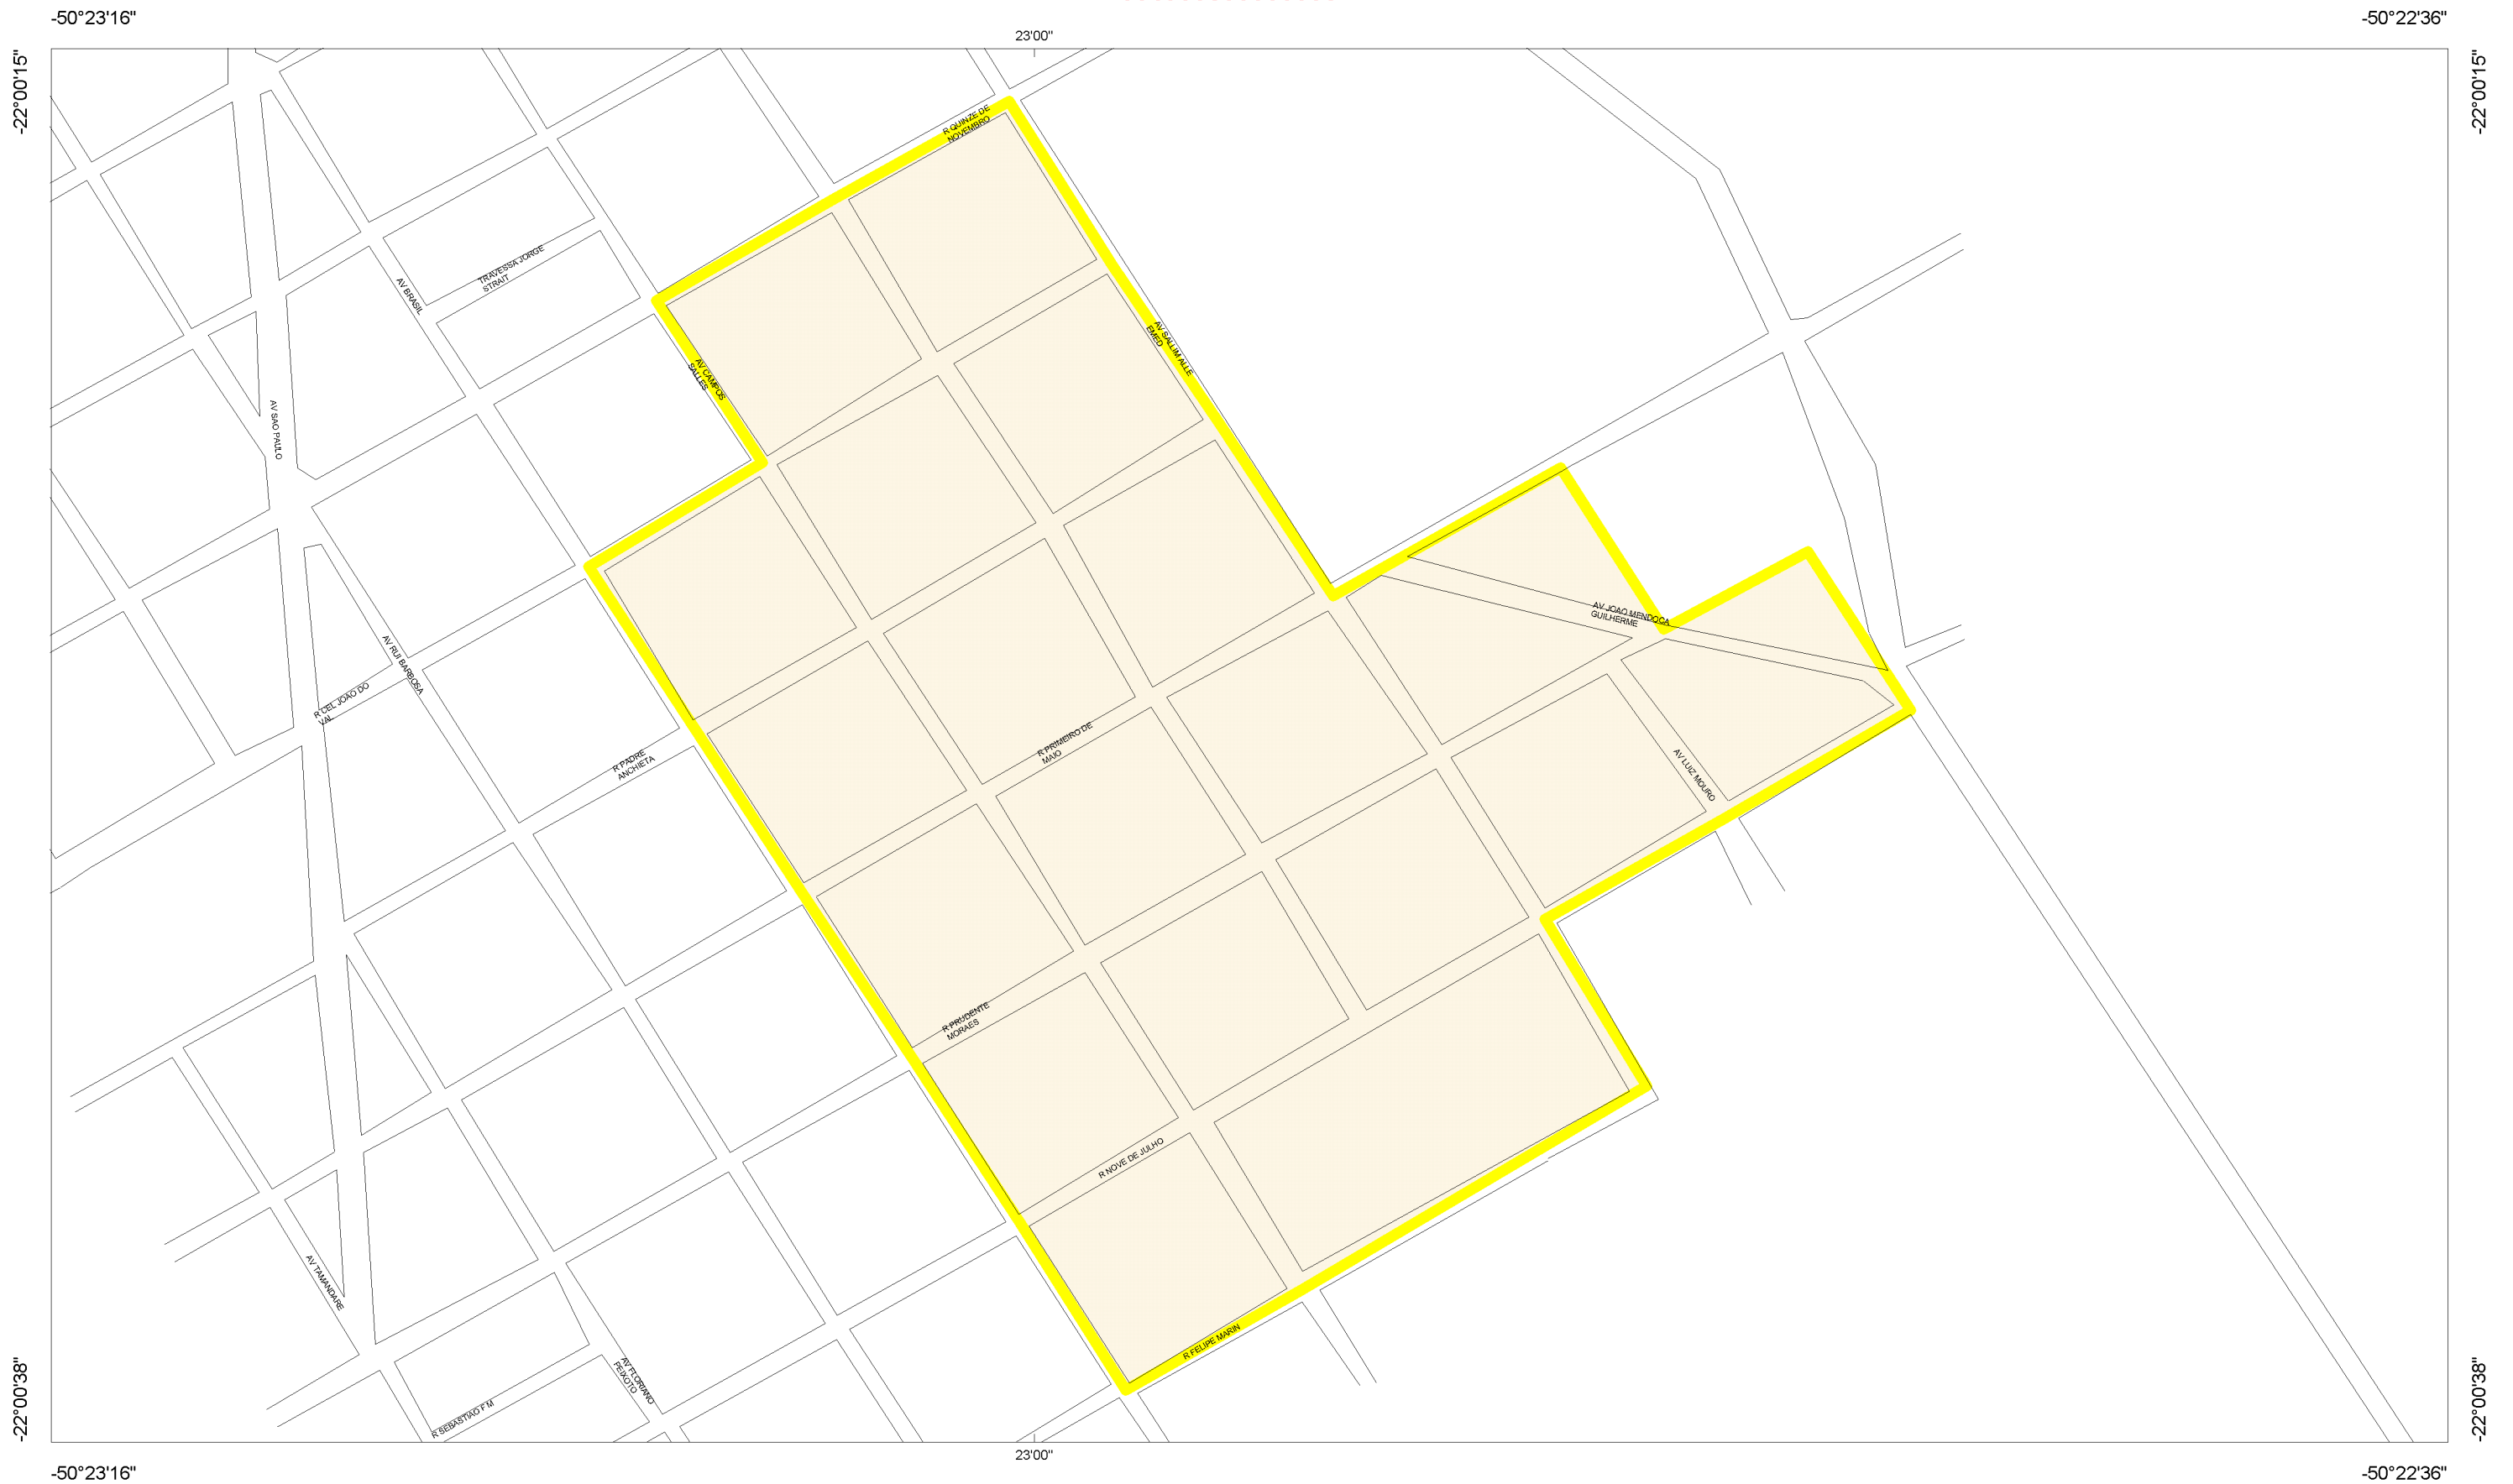 -50°23'16"
-50°22'36"
23'00"
-22°00'15"
-22°00'15"
R QUINZE DE
NOVEMBRO
TRAVESSA JORGE
STRAIT
AV BRASIL
AV SALLIM ALLE
EMED
AV CAMPOS
SALLES
AV SAO PAULO
AV JOAO MENDOCA
GUILHERME
AV RUI BARBOSA
R CEL JOAO DO
VAL
R PADRE
ANCHIETA
R PRIMEIRO DE
MAIO
AV LUIZ MOURO
R PRUDENTE
MORAES
R NOVE DE JULHO
AV TAMANDARE
R FELIPE MARIN
AV FLORIANO
PEIXOTO
R SEBASTIAO F M
-22°00'38"
-22°00'38"
23'00"
-50°23'16"
-50°22'36"